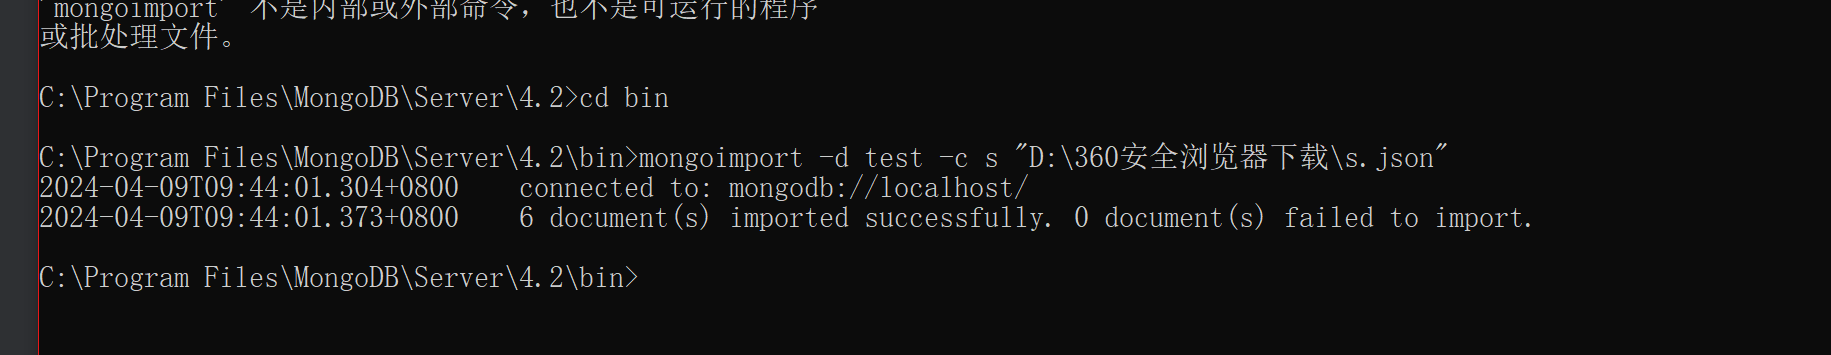 'mongoimport' 不是内部或外部命令，也不是可运行的程序
或批处理文件。
C:\Program Files\MongoDB\Server\4.2>cd bin
C:\Program Files\MongoDB\Server\4.2\bin>mongoimport -d test -c s "D:\360安全浏览器下载\s.json"
2024-04-09T09:44:01.304+0800    connected to: mongodb://localhost/
2024-04-09T09:44:01.373+0800    6 document(s) imported successfully. 0 document(s) failed to import.
C:\Program Files\MongoDB\Server\4.2\bin>